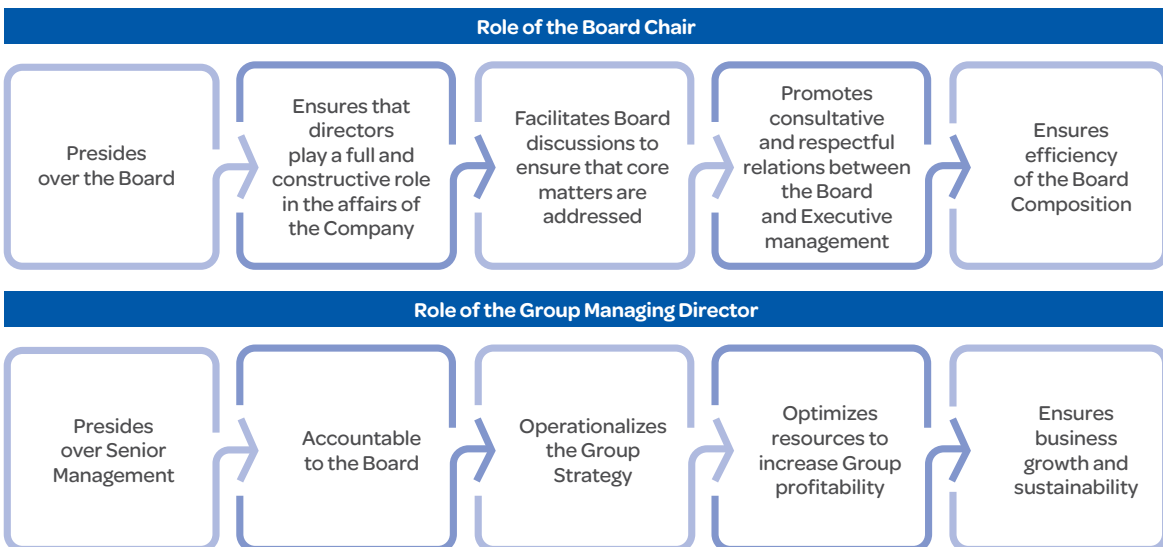 Role of the Board Chair
Presides
over the Board
Ensures that
directors
play a full and
constructive role
in the affairs of
the Company
Facilitates Board
discussions to
ensure that core
matters are
addressed
Promotes
consultative
and respectful
relations between
the Board
and Executive
management
Ensures
efficiency
of the Board
Composition
Role of the Group Managing Director
Presides
over Senior
Management
Accountable
to the Board
Operationalizes
the Group
Strategy
Optimizes
resources to
increase Group
profitability
Ensures
business
growth and
sustainability